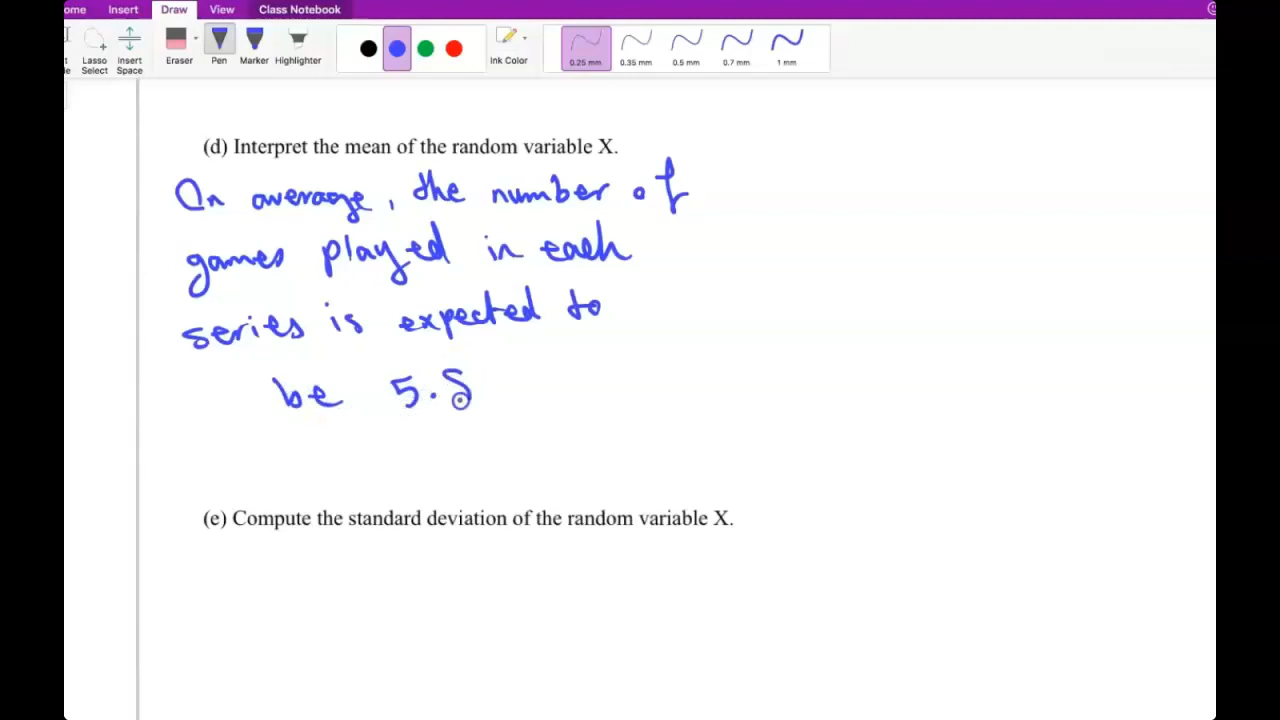 ome Insert Draw View Class Notebook
Eraser Pen Marker Highlighter Ink Color
Lasso Select Insert Space
0.25 mm 0.35 mm 0.5 mm 0.7 mm 1 mm
(d) Interpret the mean of the random variable X.
On average, the number of
games played in each
series is expected to
be 5.8
(e) Compute the standard deviation of the random variable X.